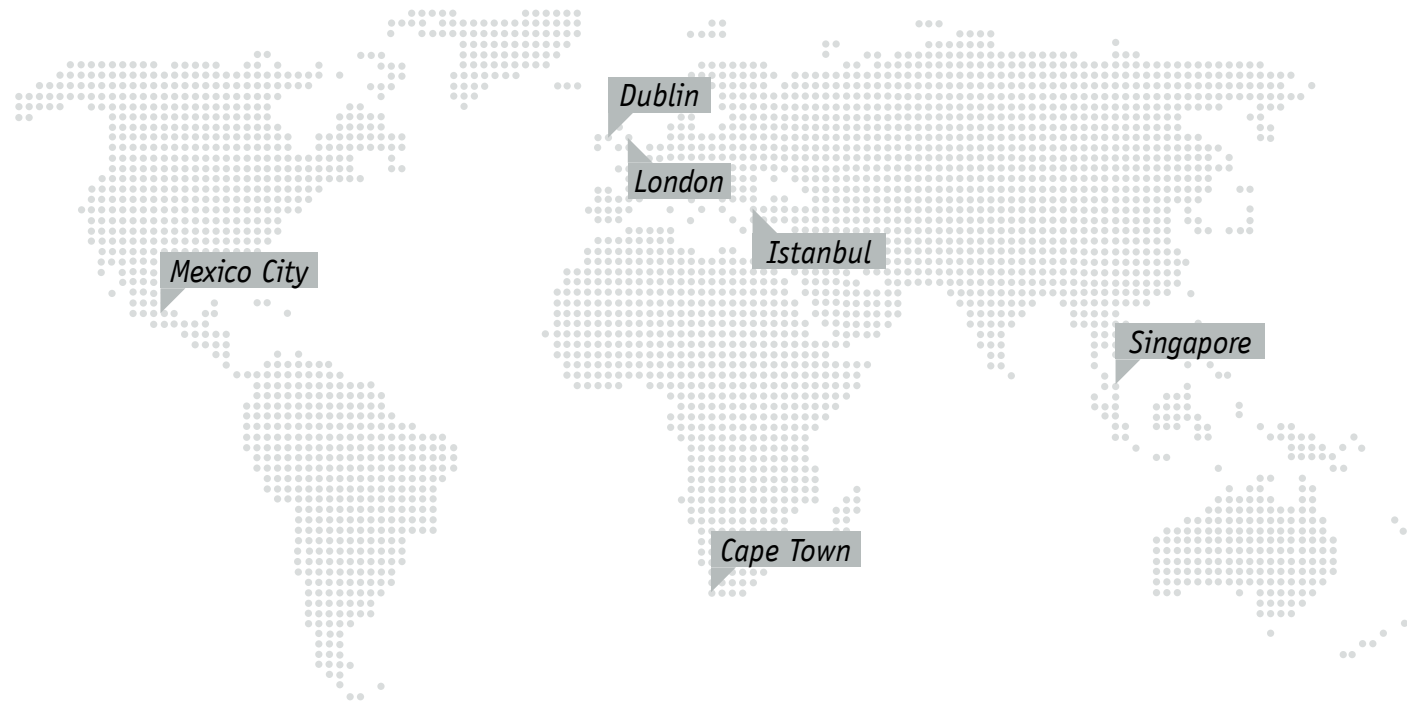 Dublin
London
Istanbul
Mexico City
Singapore
Cape Town